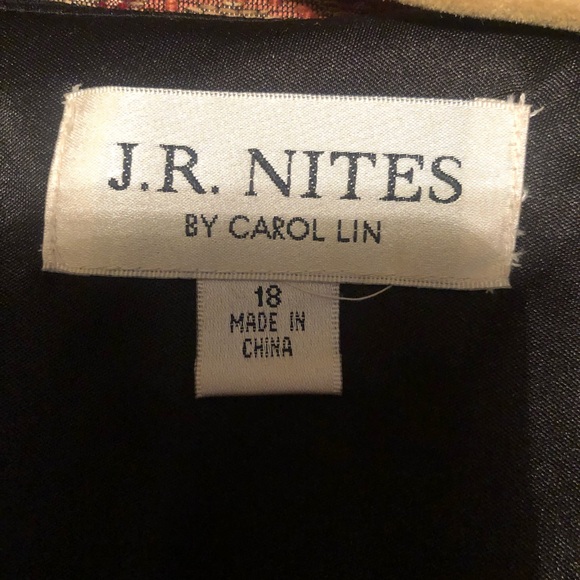 J.R. NITES
BY CAROL LIN
18
MADE IN
CHINA